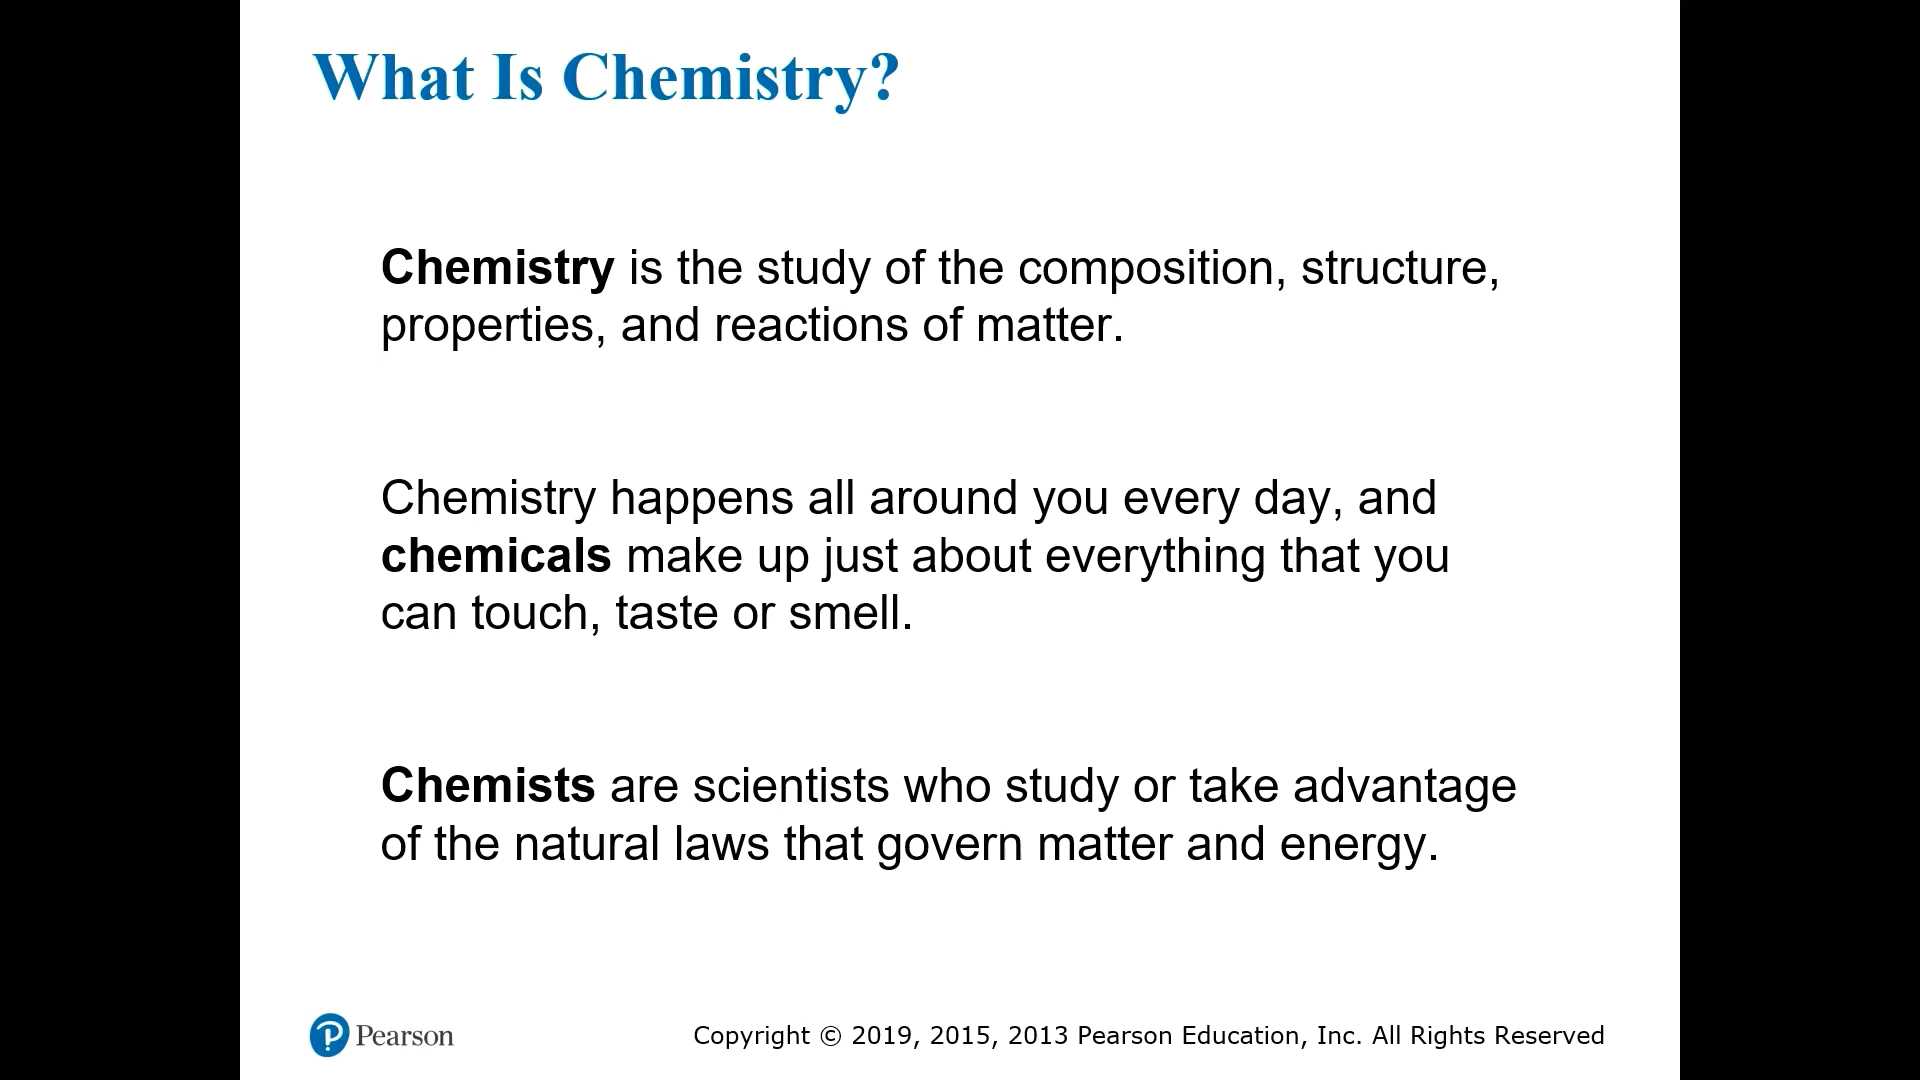 What Is Chemistry?
Chemistry is the study of the composition, structure,
properties, and reactions of matter.
Chemistry happens all around you every day, and
chemicals make up just about everything that you
can touch, taste or smell.
Chemists are scientists who study or take advantage
of the natural laws that govern matter and energy.
Pearson
Copyright © 2019, 2015, 2013 Pearson Education, Inc. All Rights Reserved